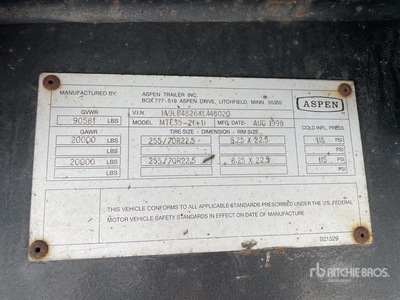 MANUFACTURED BY: ASPEN TRAILER INC.
BOX 777 - 519 ASPEN DRIVE, LITCHFIELD, MINN. 55355
ASPEN
GVWR V.I.N.
90581 LBS MODEL MTE35-2(+1) MFG. DATE: AUG 1998
GAWR TIRE SIZE - DIMENSION - RIM SIZE COLD INFL. PRESS.
20000 LBS 255/70R22.5 8.25 X 22.5 115 PSI
LBS PSI
20000 LBS 255/70R22.5 8.25 X 22.5 115 PSI
LBS PSI
THIS VEHICLE CONFORMS TO ALL APPLICABLE STANDARDS PRESCRIBED UNDER THE U.S. FEDERAL
MOTOR VEHICLE SAFETY STANDARDS IN EFFECT ON DATE OF MANUFACTURE.
S21529
rb RITCHIE BROS.